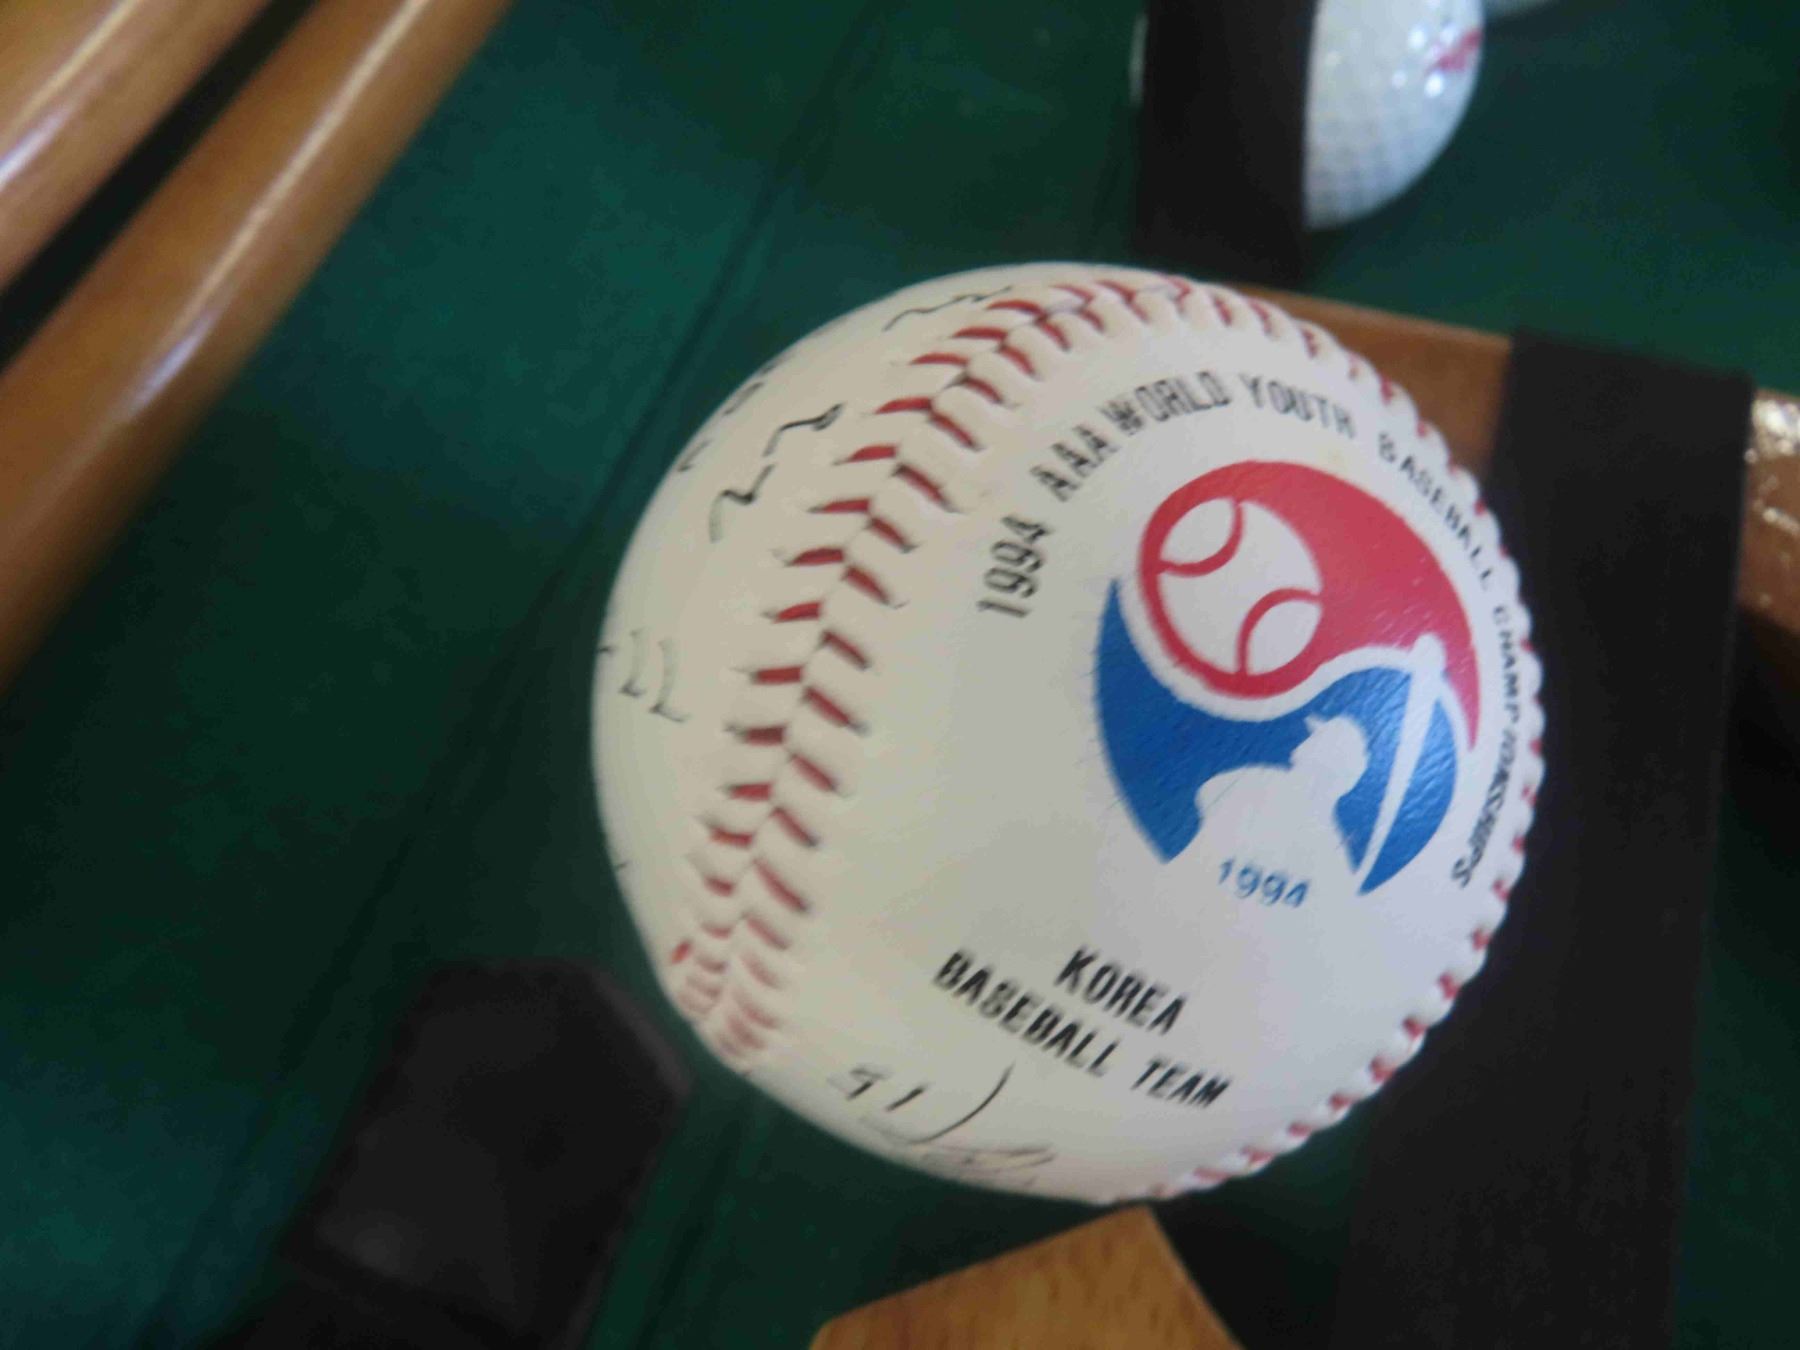 1994 AAA WORLD YOUTH BASEBALL CHAMPIONSHIPS
1994
KOREA
BASEBALL TEAM